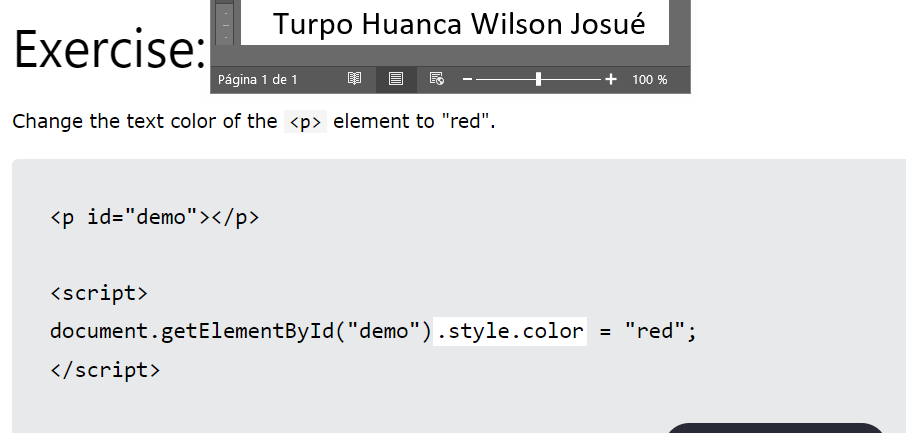 Turpo Huanca Wilson Josué
Exercise:
Página 1 de 1
100 %
Change the text color of the <p> element to "red".
<p id="demo"></p>
<script>
document.getElementById("demo").style.color = "red";
</script>